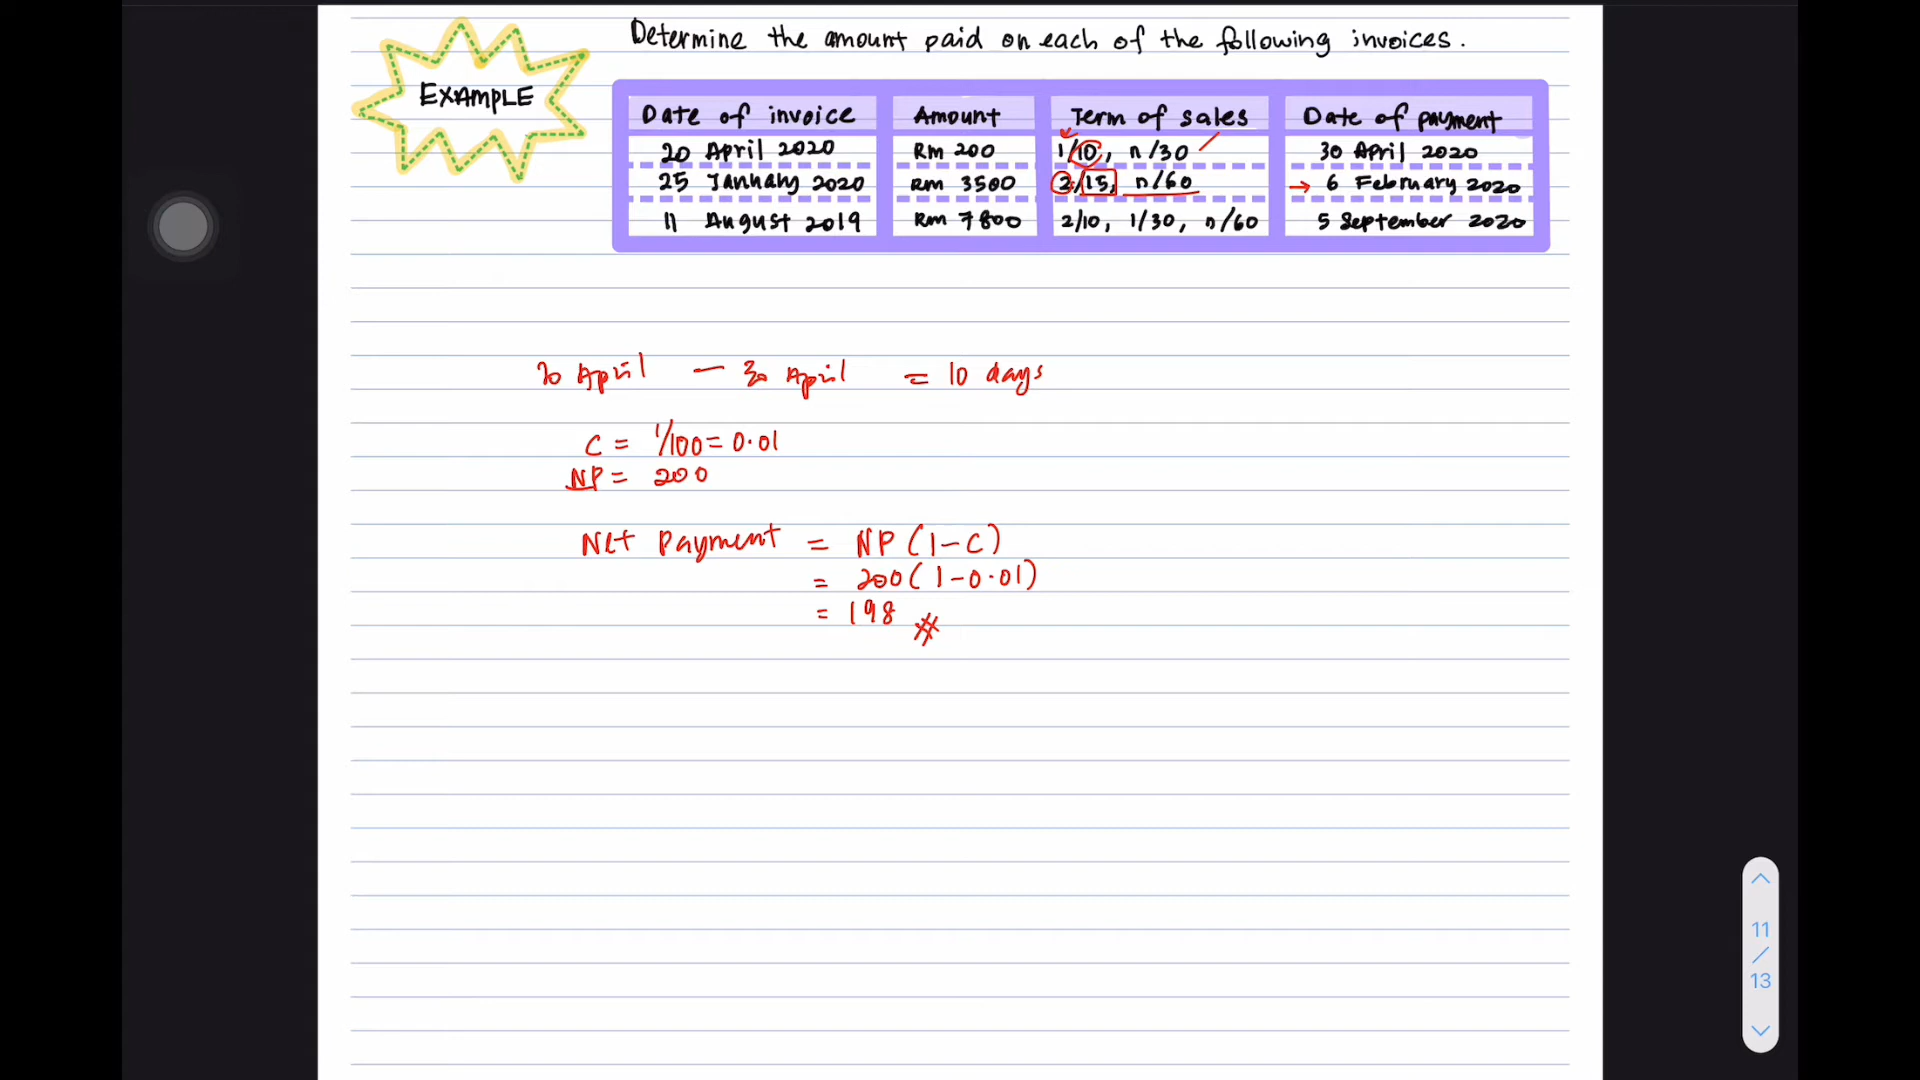 Determine the amount paid on each of the following invoices.
EXAMPLE
Date of invoice Amount Term of sales Date of payment
20 April 2020 RM 200 1/10, n/30 30 April 2020
25 January 2020 RM 3500 2/15, n/60 → 6 February 2020
11 August 2019 RM 7800 2/10, 1/30, n/60 5 September 2020
20 April — 30 April = 10 days
C = 1/100 = 0.01
NP = 200
Net Payment = NP (1-C)
= 200 (1-0.01)
= 198 #
11
/
13